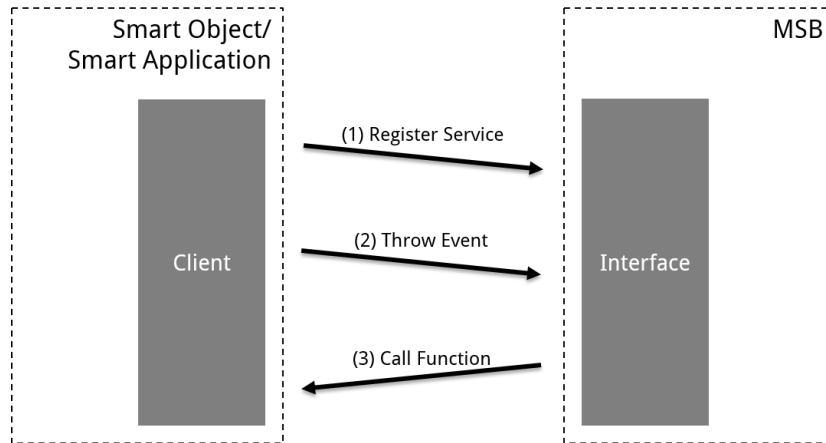 Smart Object/
Smart Application
MSB
(1) Register Service
(2) Throw Event
Client
Interface
(3) Call Function